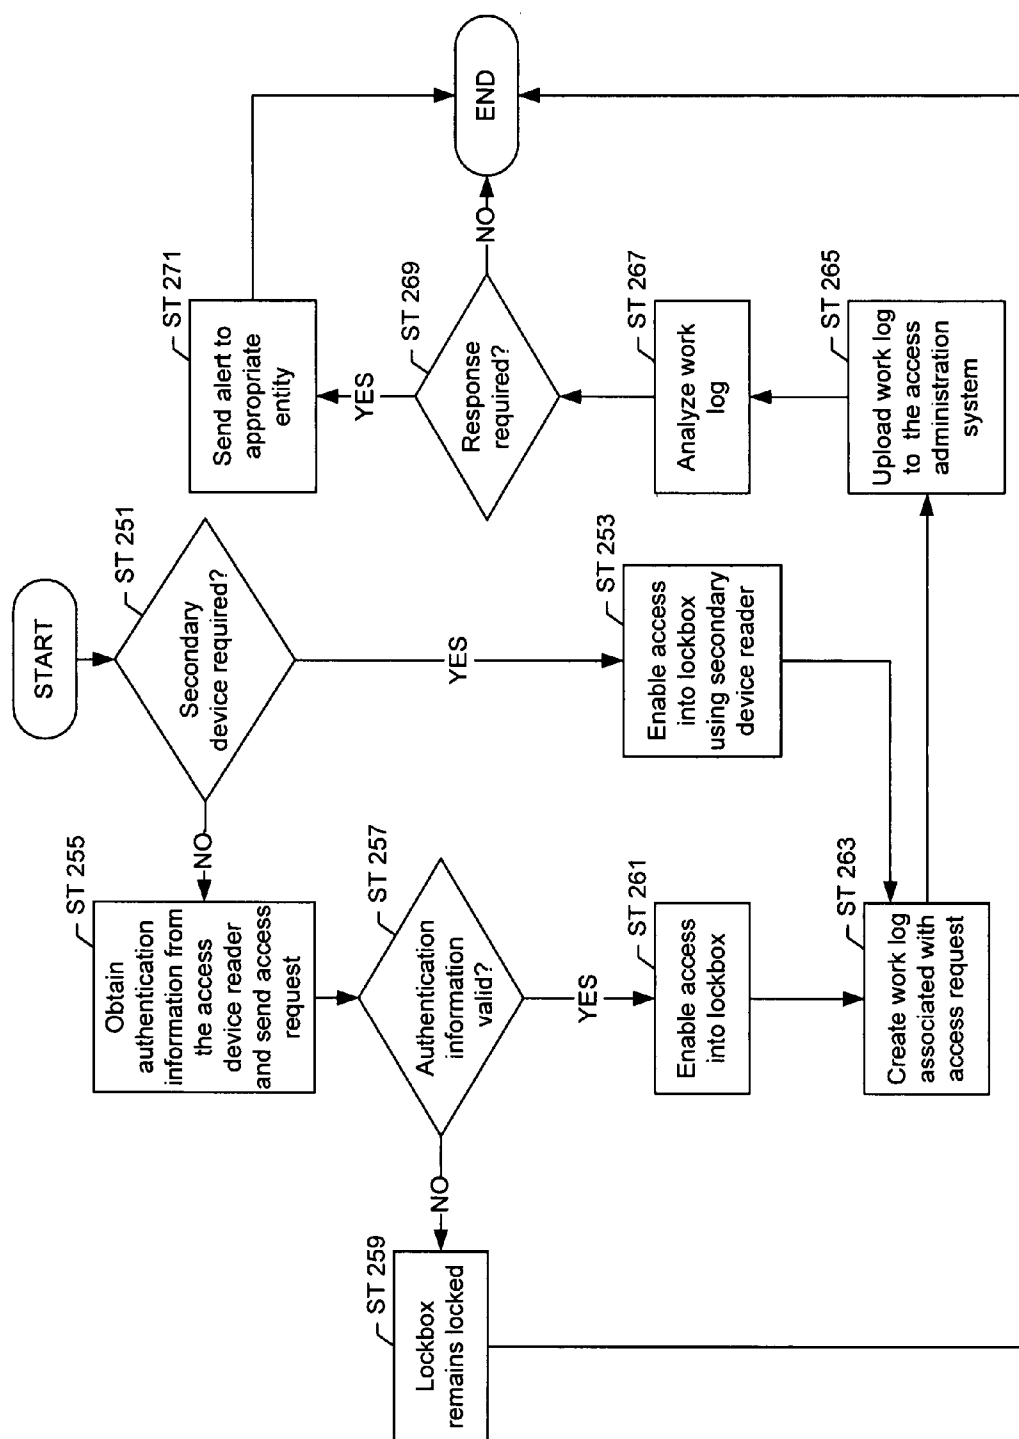 START
ST 251
Secondary
device required?
NO
YES
ST 255
Obtain
authentication
information from
the access
device reader
and send access
request
ST 257
Authentication
information
valid?
NO
YES
ST 259
Lockbox
remains locked
ST 261
Enable access
into lockbox
ST 253
Enable access
into lockbox
using secondary
device reader
ST 263
Create work log
associated with
access request
ST 265
Upload work log
to the access
administration
system
ST 267
Analyze work
log
ST 269
Response
required?
YES
NO
ST 271
Send alert to
appropriate
entity
END